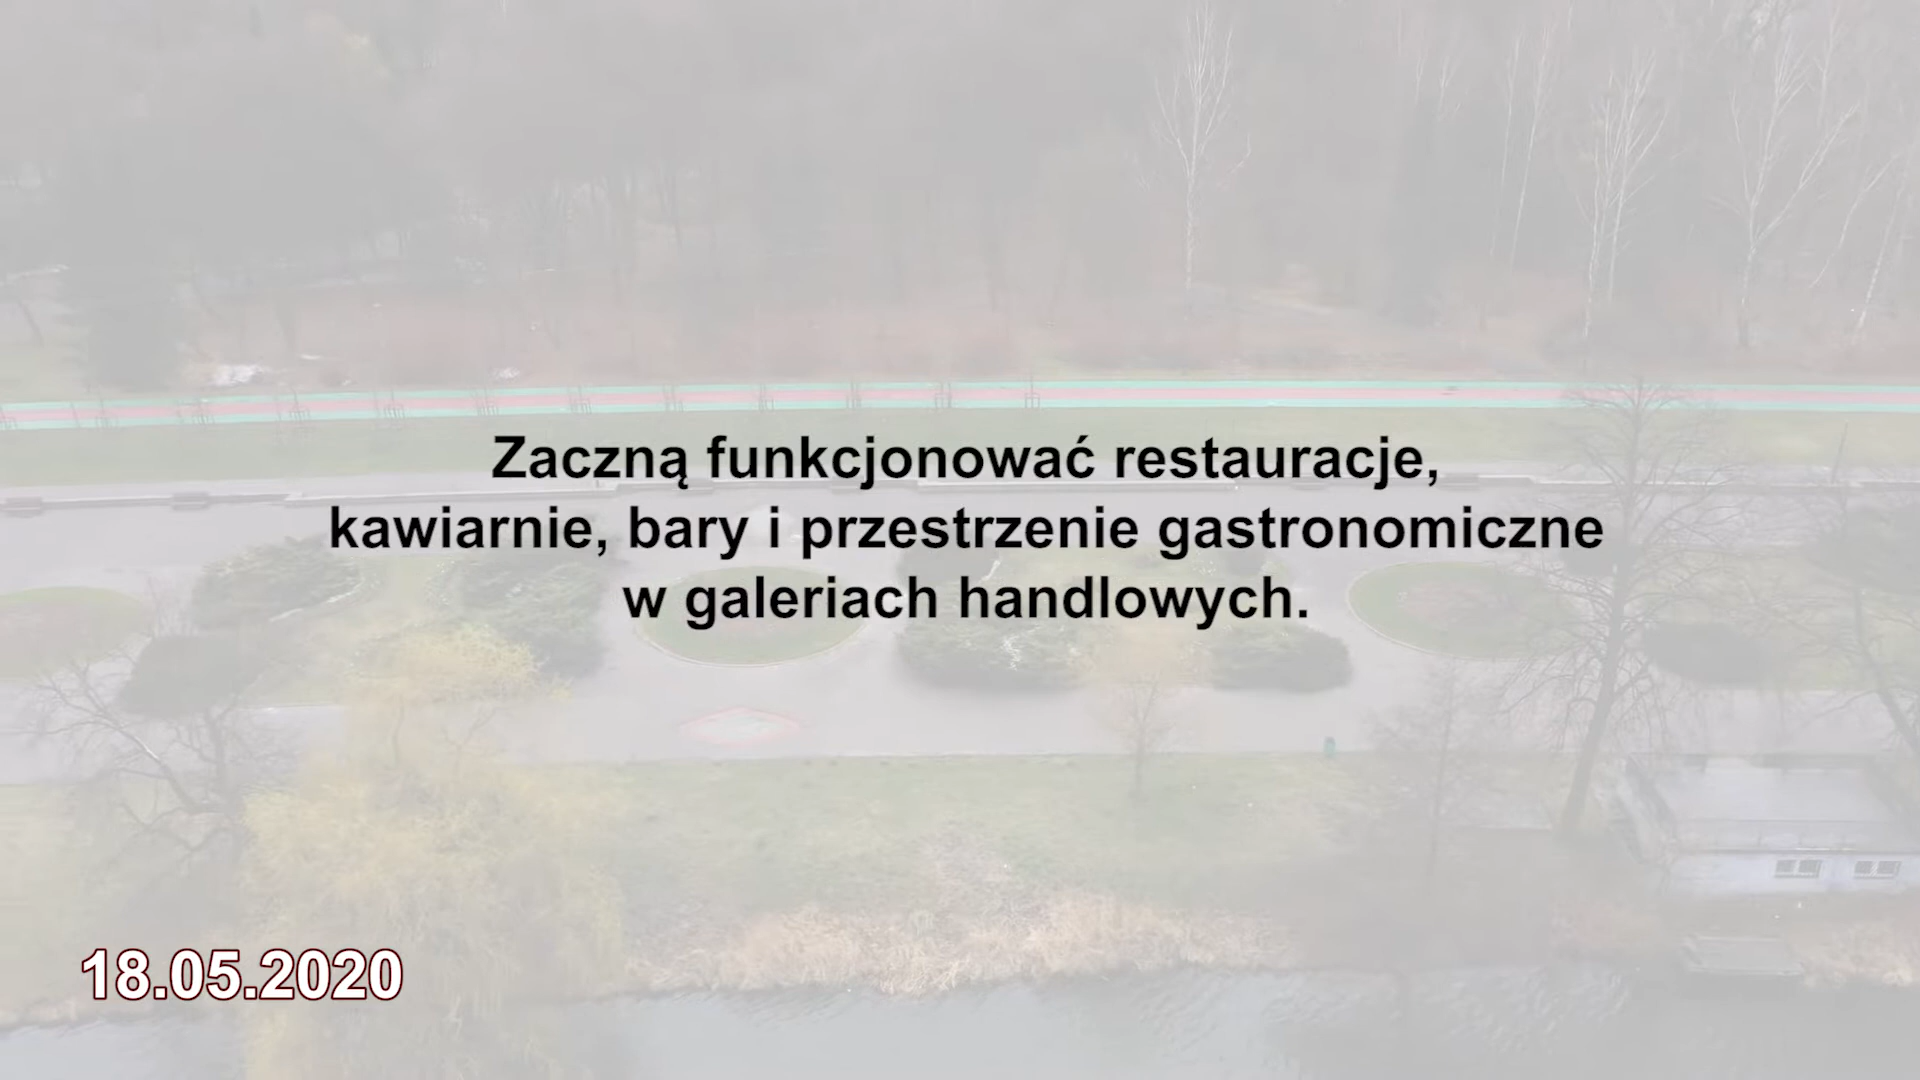 Zaczną funkcjonować restauracje,
kawiarnie, bary i przestrzenie gastronomiczne
w galeriach handlowych.
18.05.2020